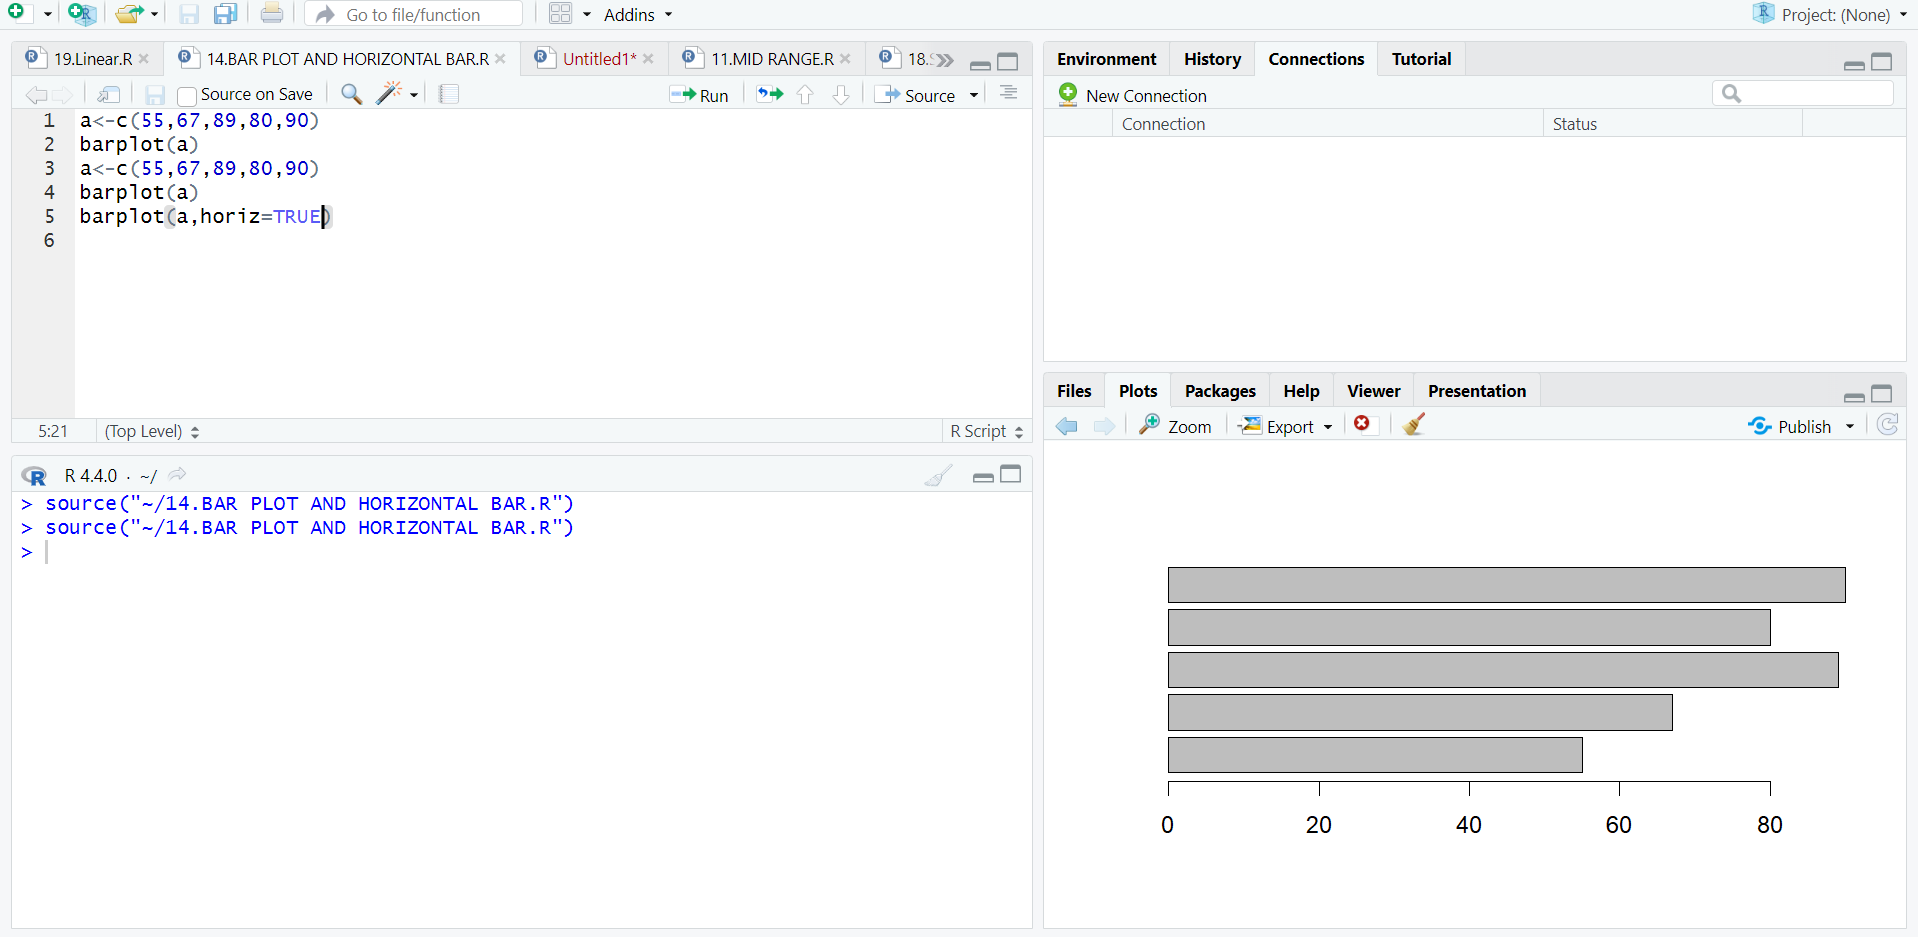 Go to file/function Addins Project: (None)
19.Linear.R 14.BAR PLOT AND HORIZONTAL BAR.R Untitled1* 11.MID RANGE.R 18.
Source on Save Run Source
1 a<-c(55,67,89,80,90)
2 barplot(a)
3 a<-c(55,67,89,80,90)
4 barplot(a)
5 barplot(a,horiz=TRUE)
6
5:21 (Top Level) R Script
R 4.4.0 · ~/
> source("~/14.BAR PLOT AND HORIZONTAL BAR.R")
> source("~/14.BAR PLOT AND HORIZONTAL BAR.R")
>
Environment History Connections Tutorial
New Connection
Connection Status
Files Plots Packages Help Viewer Presentation
Zoom Export Publish
0 20 40 60 80